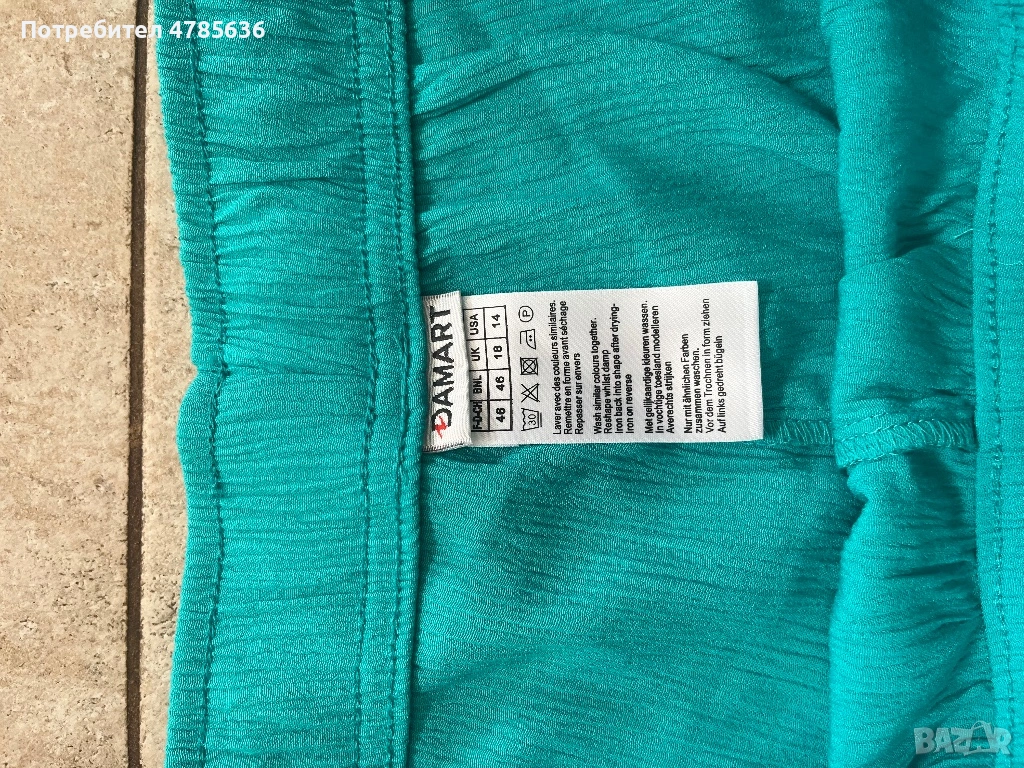 Потребител 4785636
DAMART
F-D-CH BNL UK USA
46 46 18 14
30 P
Laver avec des couleurs similaires.
Remettre en forme avant séchage
Repasser sur envers
Wash similar colours together.
Reshape whilst damp
iron back into shape after drying-
iron on reverse
Met gelijkaardige kleuren wassen.
In vochtige toestand modelleren
Averechts strijken
Nur mit ähnlichen Farben
zusammen waschen.
Vor dem Trochnen in form ziehen
Auf links gedreht bügeln
BAZAR